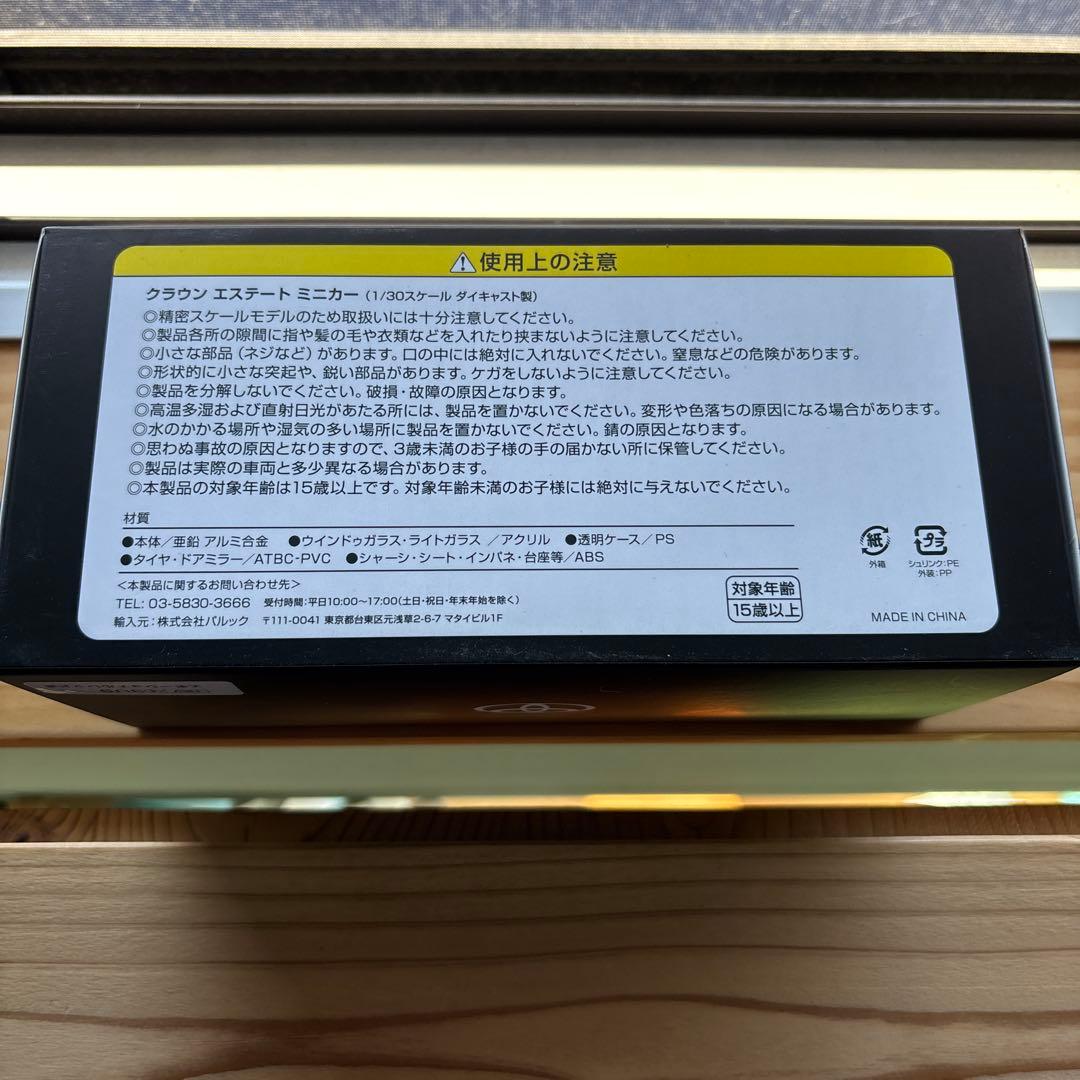 ⚠使用上の注意
クラウン エステート ミニカー（1/30スケール ダイキャスト製）
◎精密スケールモデルのため取扱いには十分注意してください。
◎製品各所の隙間に指や髪の毛や衣類などを入れたり挟まないように注意してください。
◎小さな部品（ネジなど）があります。口の中には絶対に入れないでください。窒息などの危険があります。
◎形状的に小さな突起や、鋭い部品があります。ケガをしないように注意してください。
◎製品を分解しないでください。破損・故障の原因となります。
◎高温多湿および直射日光があたる所には、製品を置かないでください。変形や色落ちの原因になる場合があります。
◎水のかかる場所や湿気の多い場所に製品を置かないでください。錆の原因となります。
◎思わぬ事故の原因となりますので、3歳未満のお子様の手の届かない所に保管してください。
◎製品は実際の車両と多少異なる場合があります。
◎本製品の対象年齢は15歳以上です。対象年齢未満のお子様には絶対に与えないでください。
材質
●本体／亜鉛 アルミ合金 ●ウインドゥガラス・ライトガラス ／アクリル ●透明ケース／PS
●タイヤ・ドアミラー／ATBC-PVC ●シャーシ・シート・インパネ・台座等／ABS
＜本製品に関するお問い合わせ先＞
TEL: 03-5830-3666 受付時間：平日10:00〜17:00（土日・祝日・年末年始を除く）
輸入元：株式会社バルック 〒111-0041 東京都台東区元浅草2-6-7 マタイビル1F
対象年齢
15歳以上
紙
外箱
プラ
シュリンク：PE
外装：PP
MADE IN CHINA